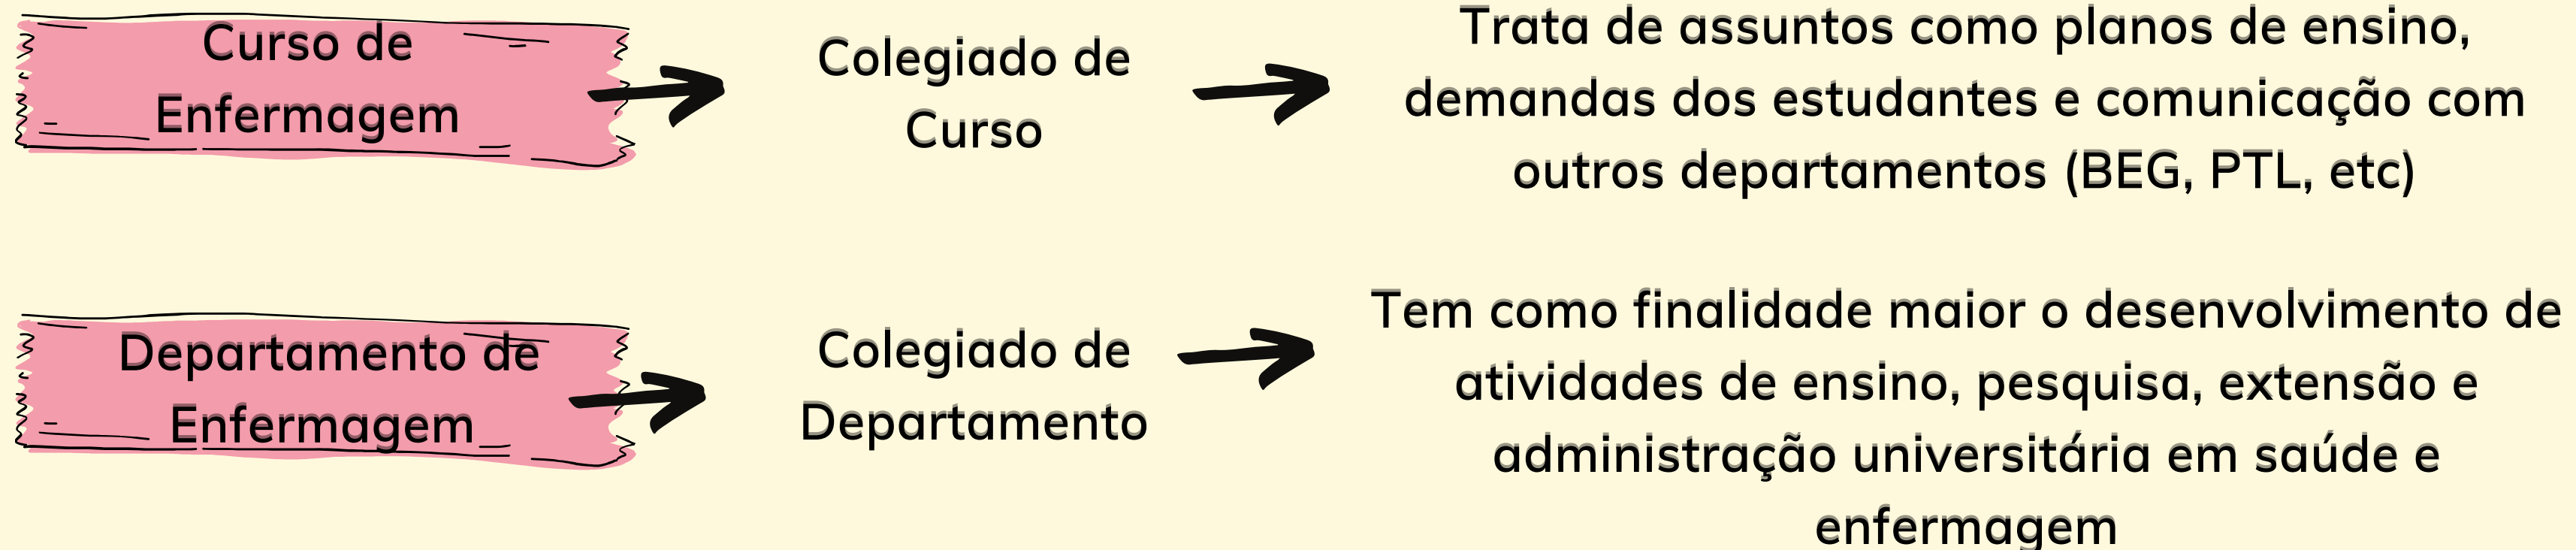 Curso de
Enfermagem
Colegiado de
Curso
Trata de assuntos como planos de ensino,
demandas dos estudantes e comunicação com
outros departamentos (BEG, PTL, etc)
Departamento de
Enfermagem
Colegiado de
Departamento
Tem como finalidade maior o desenvolvimento de
atividades de ensino, pesquisa, extensão e
administração universitária em saúde e
enfermagem